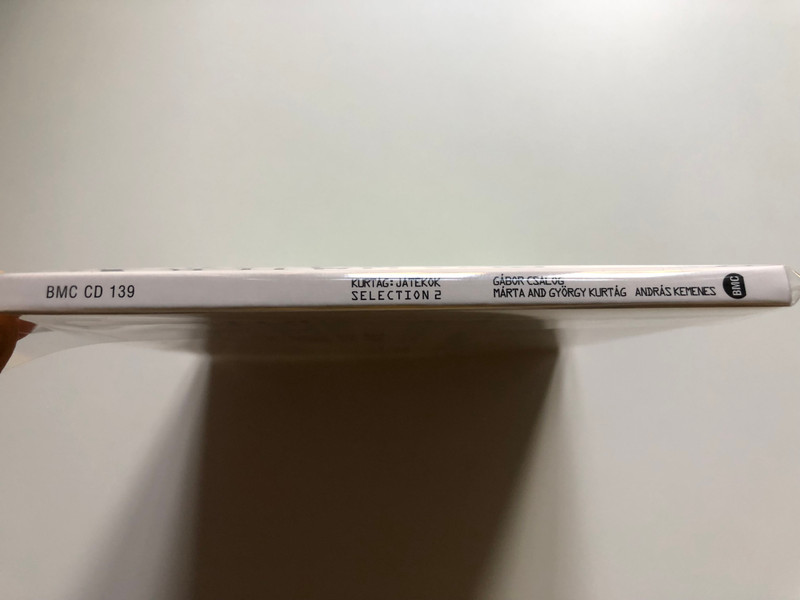 BMC CD 139
KURTÁG: JÁTÉKOK
SELECTION 2
GÁBOR CSALOG
MÁRTA AND GYÖRGY KURTÁG ANDRÁS KEMENES
BMC